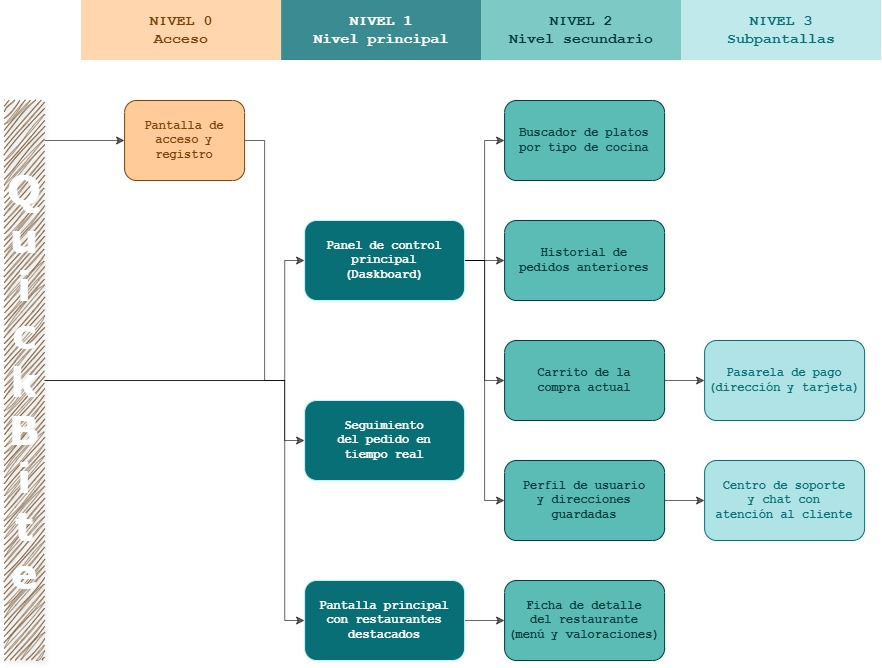 NIVEL 0
Acceso
NIVEL 1
Nivel principal
NIVEL 2
Nivel secundario
NIVEL 3
Subpantallas
QuickBite
Pantalla de
acceso y
registro
Panel de control
principal
(Daskboard)
Seguimiento
del pedido en
tiempo real
Pantalla principal
con restaurantes
destacados
Buscador de platos
por tipo de cocina
Historial de
pedidos anteriores
Carrito de la
compra actual
Perfil de usuario
y direcciones
guardadas
Ficha de detalle
del restaurante
(menú y valoraciones)
Pasarela de pago
(dirección y tarjeta)
Centro de soporte
y chat con
atención al cliente